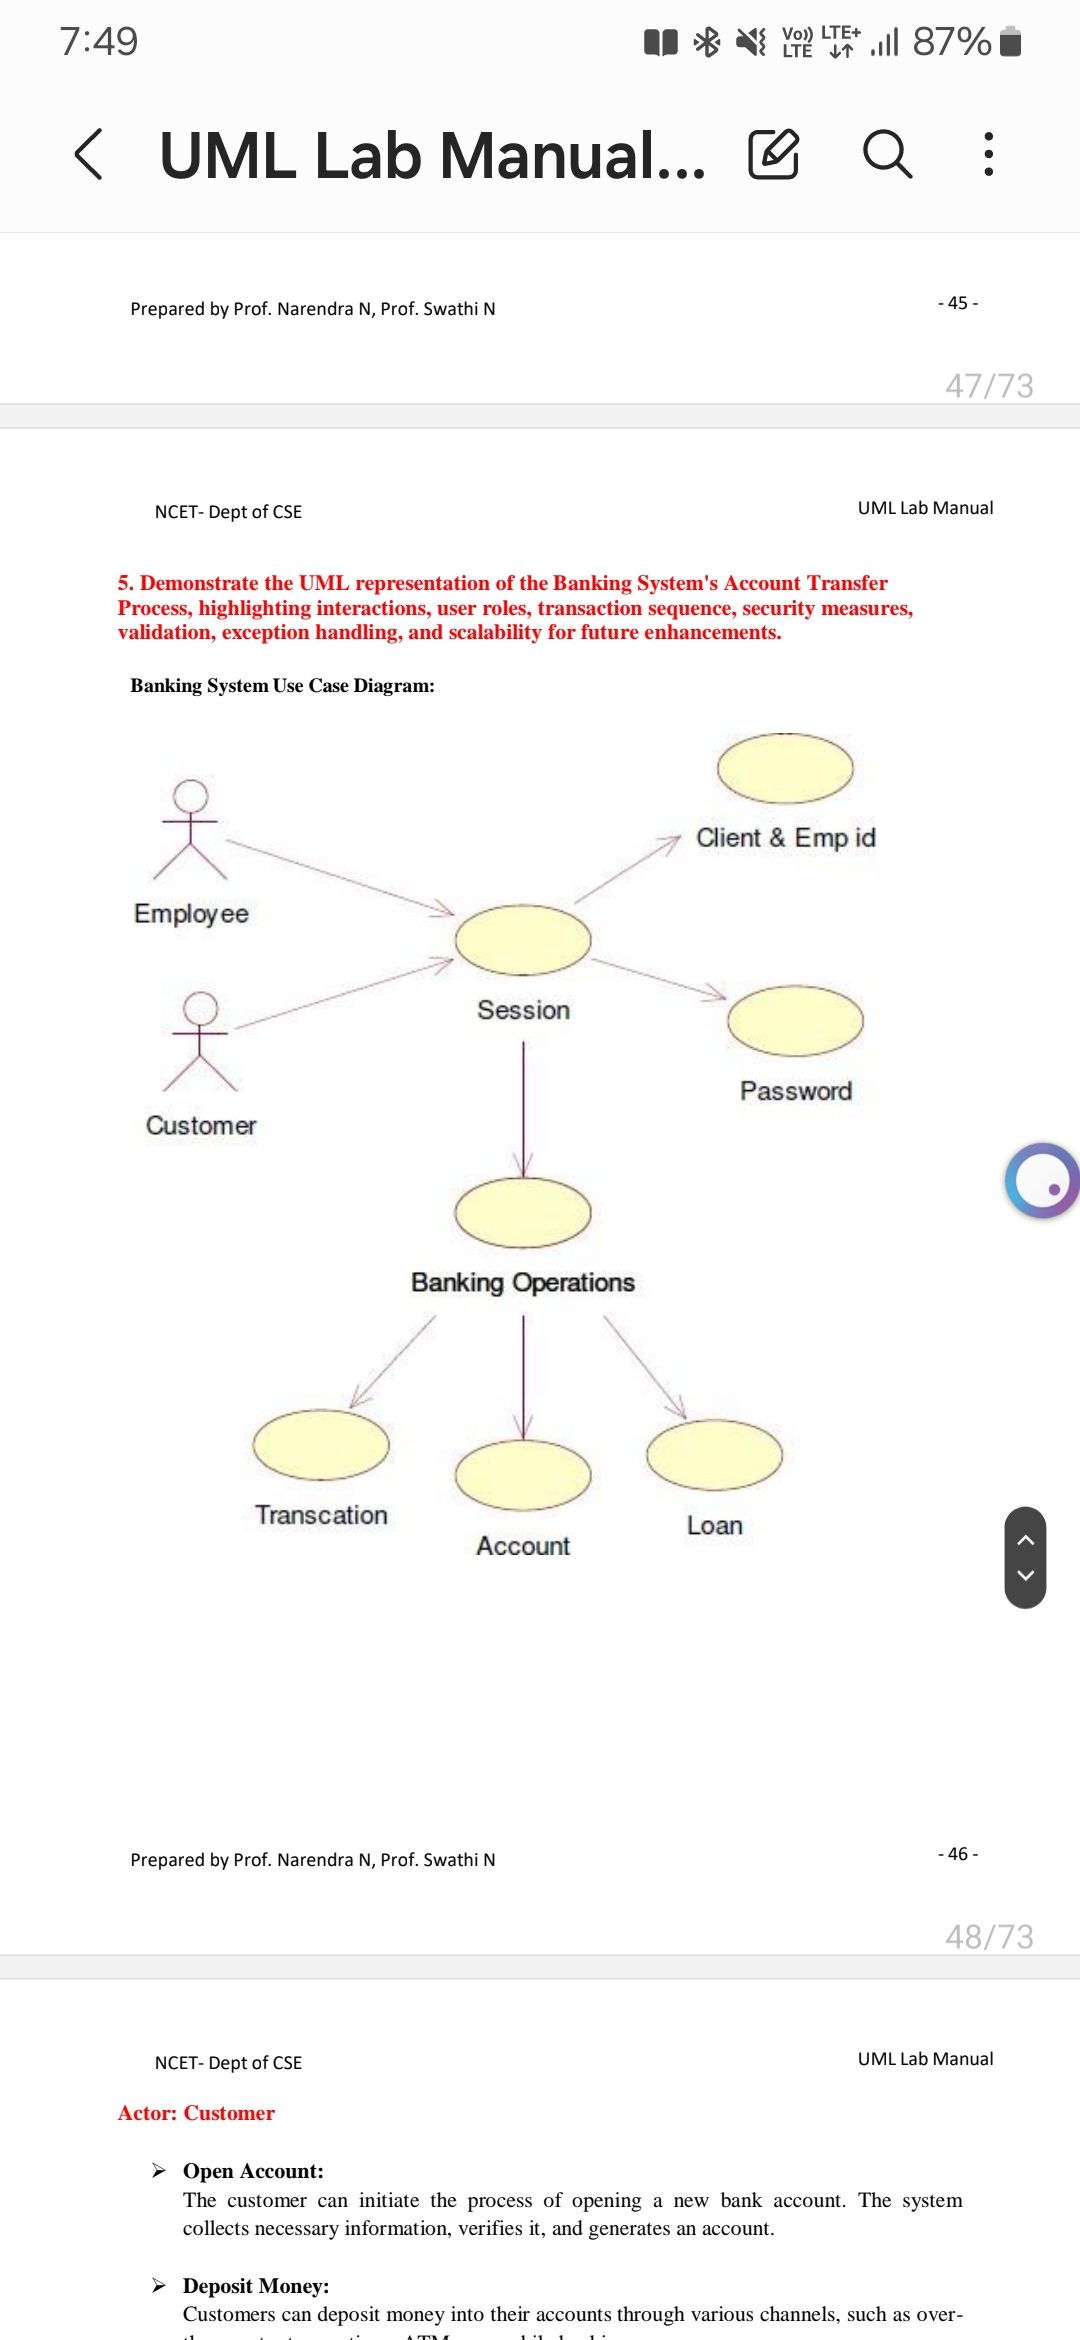 7:49
Vo)) LTE LTE+ 87%
UML Lab Manual...
Prepared by Prof. Narendra N, Prof. Swathi N
- 45 -
47/73
NCET- Dept of CSE
UML Lab Manual
5. Demonstrate the UML representation of the Banking System's Account Transfer
Process, highlighting interactions, user roles, transaction sequence, security measures,
validation, exception handling, and scalability for future enhancements.
Banking System Use Case Diagram:
Client & Emp id
Employee
Session
Password
Customer
Banking Operations
Transcation
Loan
Account
Prepared by Prof. Narendra N, Prof. Swathi N
- 46 -
48/73
NCET- Dept of CSE
UML Lab Manual
Actor: Customer
➢ Open Account:
The customer can initiate the process of opening a new bank account. The system
collects necessary information, verifies it, and generates an account.
➢ Deposit Money:
Customers can deposit money into their accounts through various channels, such as over-